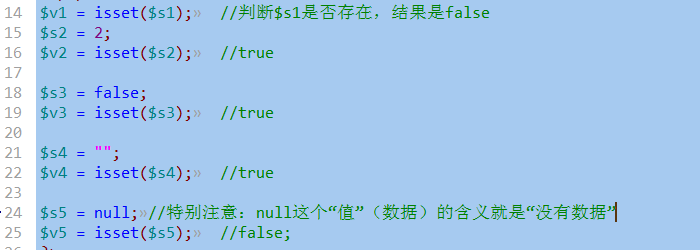 14 $v1 = isset($s1);» //判断$s1是否存在，结果是false
15 $s2 = 2;
16 $v2 = isset($s2);» //true
17
18 $s3 = false;
19 $v3 = isset($s3);» //true
20
21 $s4 = "";
22 $v4 = isset($s4);» //true
23
24 $s5 = null;» //特别注意：null这个“值”（数据）的含义就是“没有数据”
25 $v5 = isset($s5);» //false;